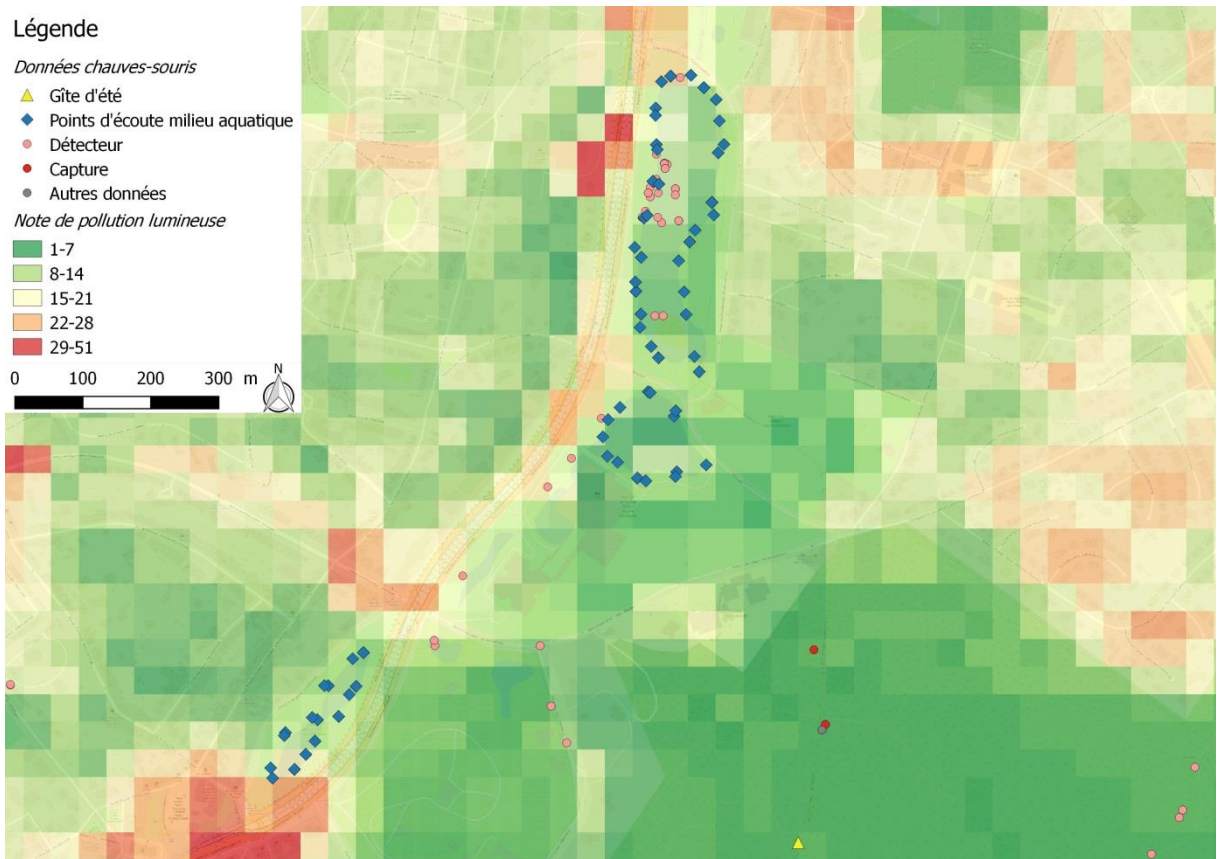 Légende
Données chauves-souris
Gîte d'été
Points d'écoute milieu aquatique
Détecteur
Capture
Autres données
Note de pollution lumineuse
1-7
8-14
15-21
22-28
29-51
0 100 200 300 m
N